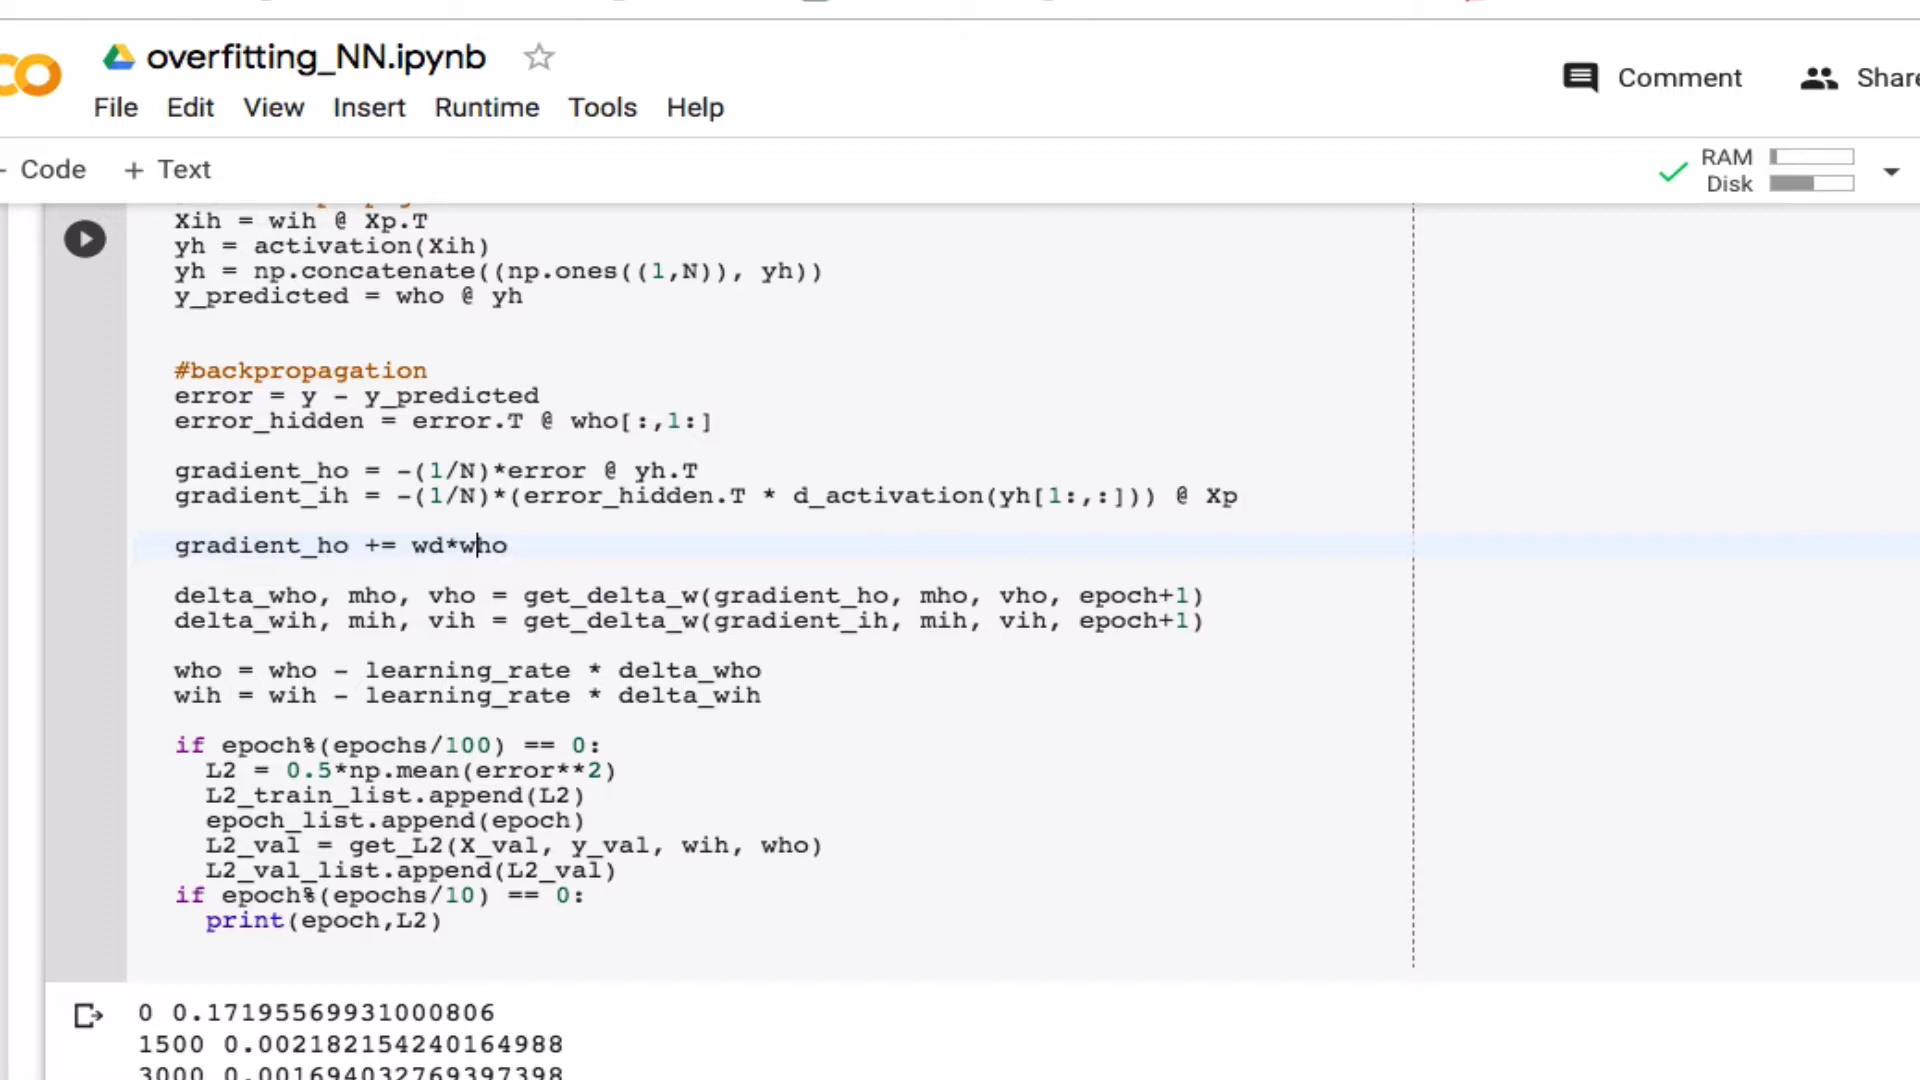 overfitting_NN.ipynb
Comment
File Edit View Insert Runtime Tools Help
Code + Text
RAM
Disk
Xih = wih @ Xp.T
yh = activation(Xih)
yh = np.concatenate((np.ones((1,N)), yh))
y_predicted = who @ yh
#backpropagation
error = y - y_predicted
error_hidden = error.T @ who[:,1:]
gradient_ho = -(1/N)*error @ yh.T
gradient_ih = -(1/N)*(error_hidden.T * d_activation(yh[1:,:])) @ Xp
gradient_ho += wd*who
delta_who, mho, vho = get_delta_w(gradient_ho, mho, vho, epoch+1)
delta_wih, mih, vih = get_delta_w(gradient_ih, mih, vih, epoch+1)
who = who - learning_rate * delta_who
wih = wih - learning_rate * delta_wih
if epoch%(epochs/100) == 0:
L2 = 0.5*np.mean(error**2)
L2_train_list.append(L2)
epoch_list.append(epoch)
L2_val = get_L2(X_val, y_val, wih, who)
L2_val_list.append(L2_val)
if epoch%(epochs/10) == 0:
print(epoch,L2)
0 0.17195569931000806
1500 0.002182154240164988
3000 0.001694032769397398